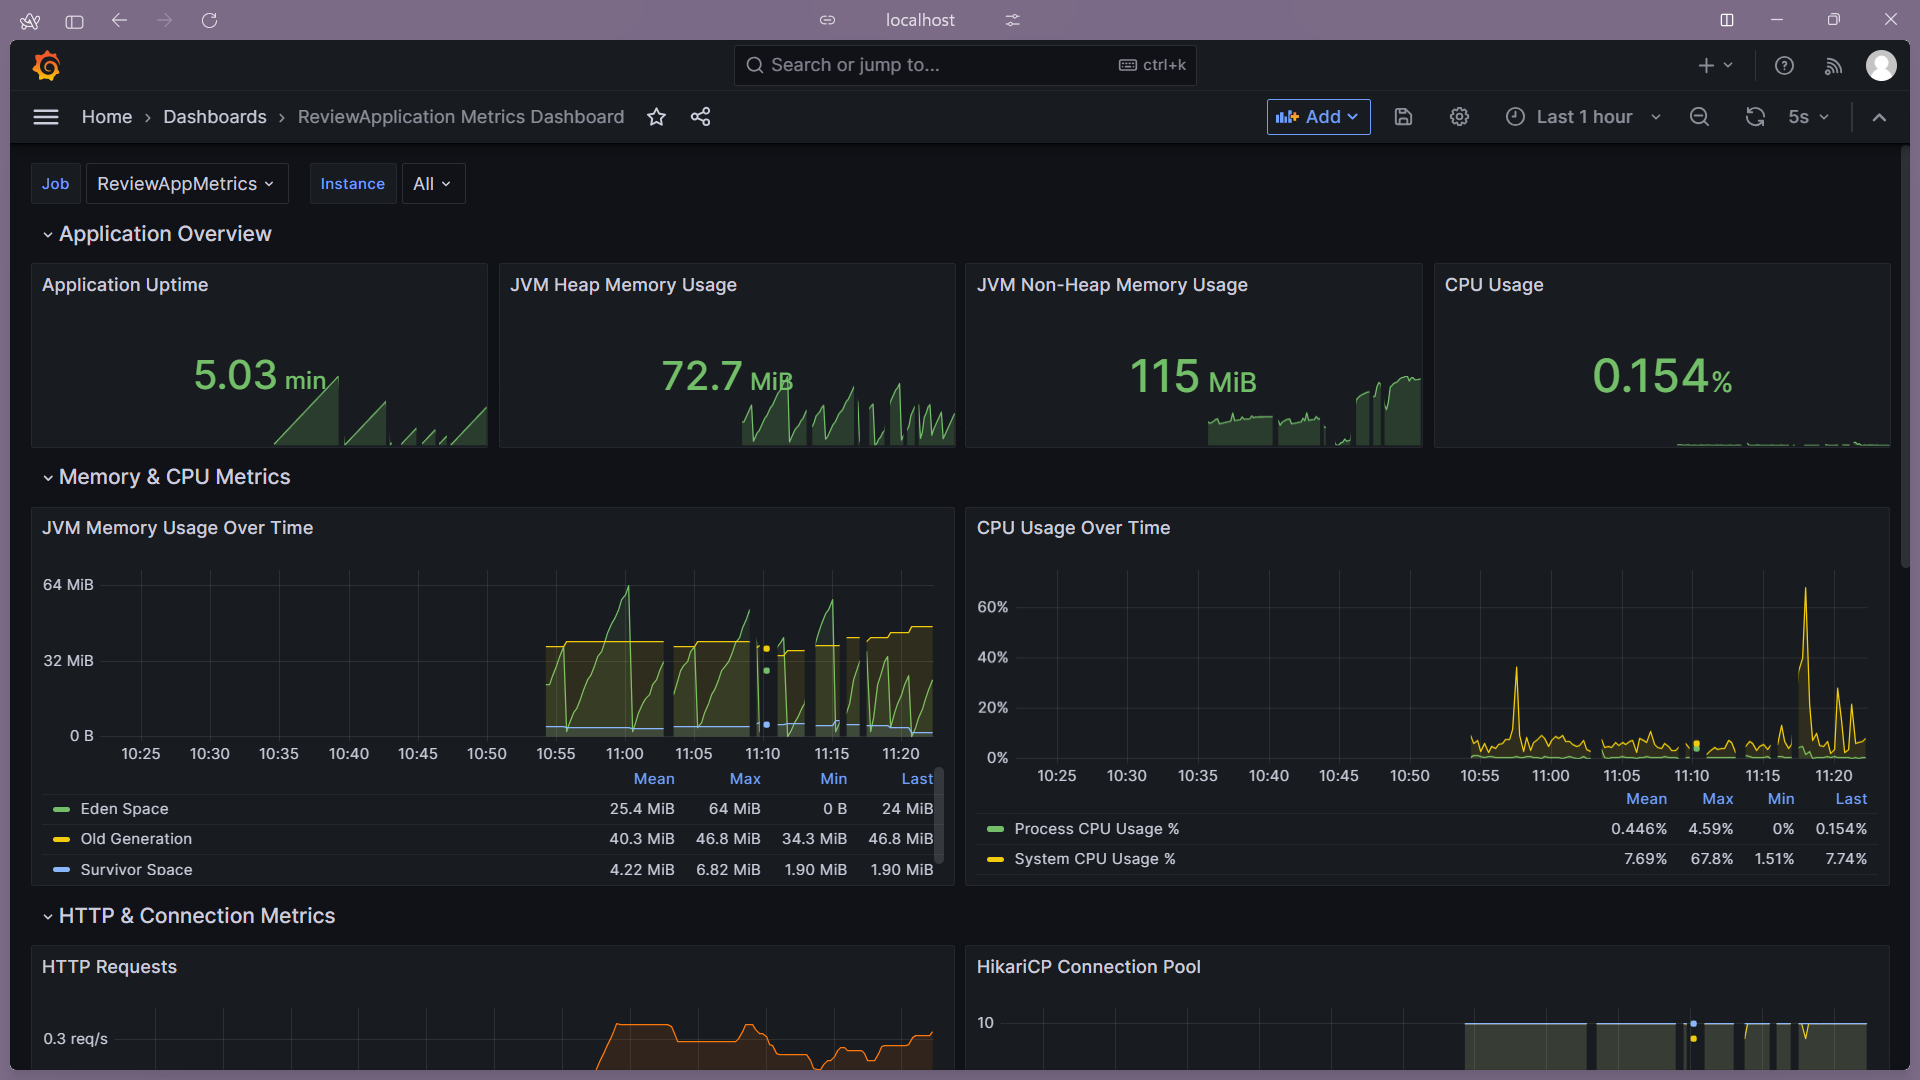 localhost
Search or jump to... ctrl+k
Home › Dashboards › ReviewApplication Metrics Dashboard Add Last 1 hour 5s
Job ReviewAppMetrics Instance All
Application Overview
Application Uptime
5.03 min
JVM Heap Memory Usage
72.7 MiB
JVM Non-Heap Memory Usage
115 MiB
CPU Usage
0.154%
Memory & CPU Metrics
JVM Memory Usage Over Time
64 MiB
32 MiB
0 B
10:25 10:30 10:35 10:40 10:45 10:50 10:55 11:00 11:05 11:10 11:15 11:20
Mean Max Min Last
Eden Space 25.4 MiB 64 MiB 0 B 24 MiB
Old Generation 40.3 MiB 46.8 MiB 34.3 MiB 46.8 MiB
Survivor Space 4.22 MiB 6.82 MiB 1.90 MiB 1.90 MiB
CPU Usage Over Time
60%
40%
20%
0%
10:25 10:30 10:35 10:40 10:45 10:50 10:55 11:00 11:05 11:10 11:15 11:20
Mean Max Min Last
Process CPU Usage % 0.446% 4.59% 0% 0.154%
System CPU Usage % 7.69% 67.8% 1.51% 7.74%
HTTP & Connection Metrics
HTTP Requests
0.3 req/s
HikariCP Connection Pool
10